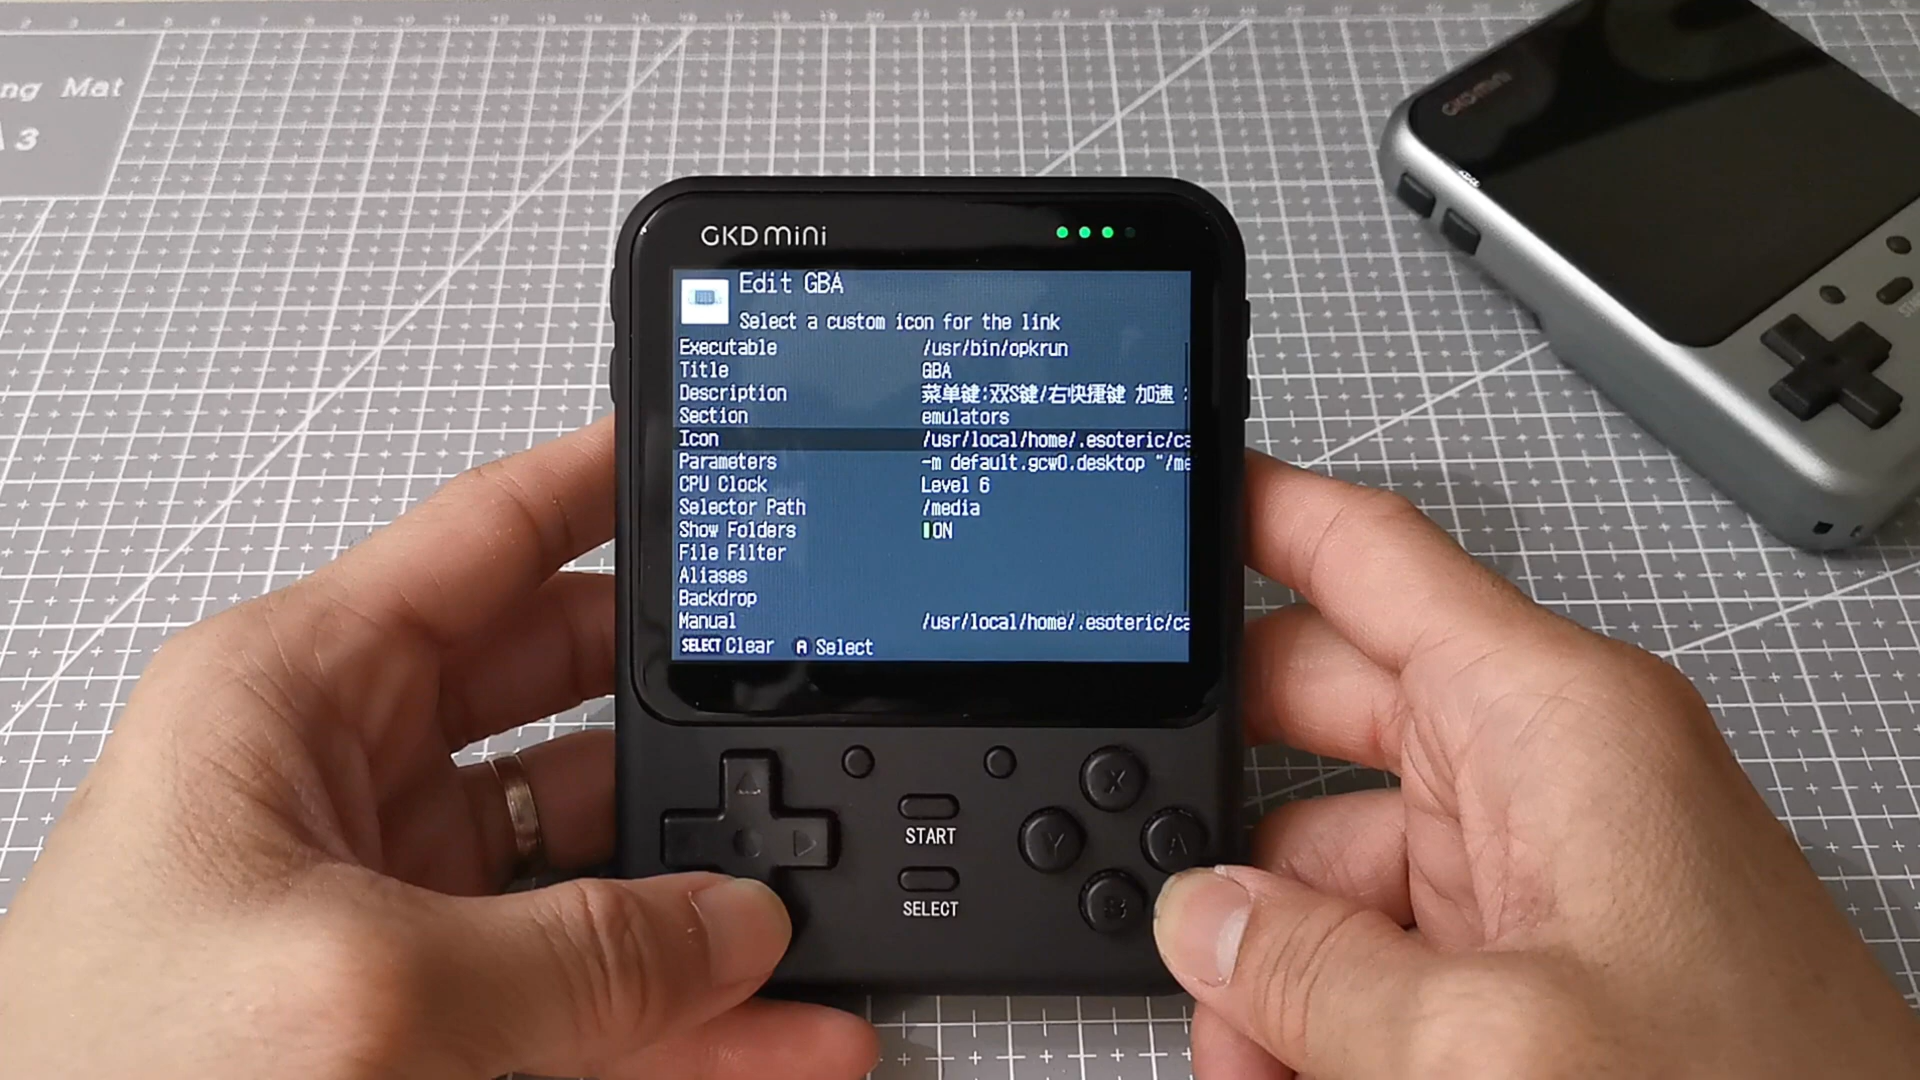 ng Mat
A3
GKD mini
GKD mini
Edit GBA
Select a custom icon for the link
Executable /usr/bin/opkrun
Title GBA
Description 菜单键:双S键/右快捷键 加速 :
Section emulators
Icon /usr/local/home/.esoteric/ca
Parameters -m default.gcw0.desktop "/me
CPU Clock Level 6
Selector Path /media
Show Folders ON
File Filter
Aliases
Backdrop
Manual /usr/local/home/.esoteric/ca
SELECT Clear A Select
X
Y
A
B
START
SELECT